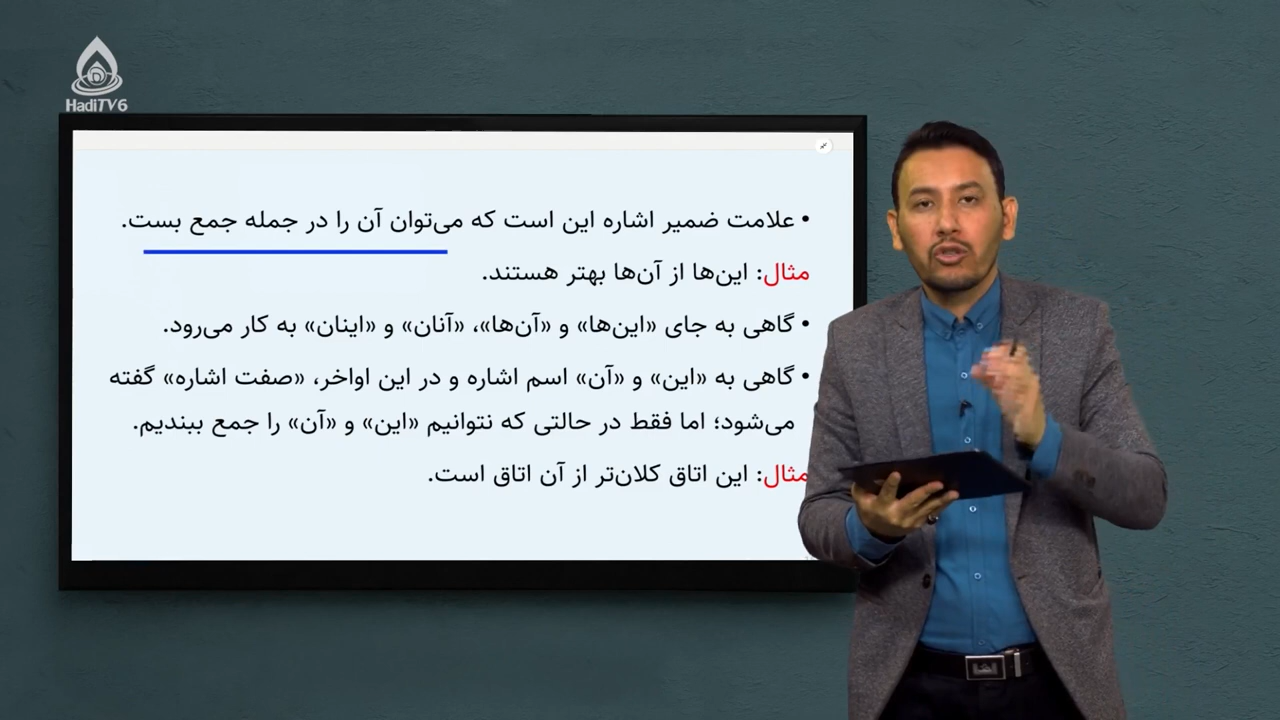 HadiTV6
• علامت ضمیر اشاره این است که می‌توان آن را در جمله جمع بست.
مثال: این‌ها از آن‌ها بهتر هستند.
• گاهی به جای «این‌ها» و «آن‌ها»، «آنان» و «اینان» به کار می‌رود.
• گاهی به «این» و «آن» اسم اشاره و در این اواخر، «صفت اشاره» گفته
می‌شود؛ اما فقط در حالتی که نتوانیم «این» و «آن» را جمع ببندیم.
مثال: این اتاق کلان‌تر از آن اتاق است.